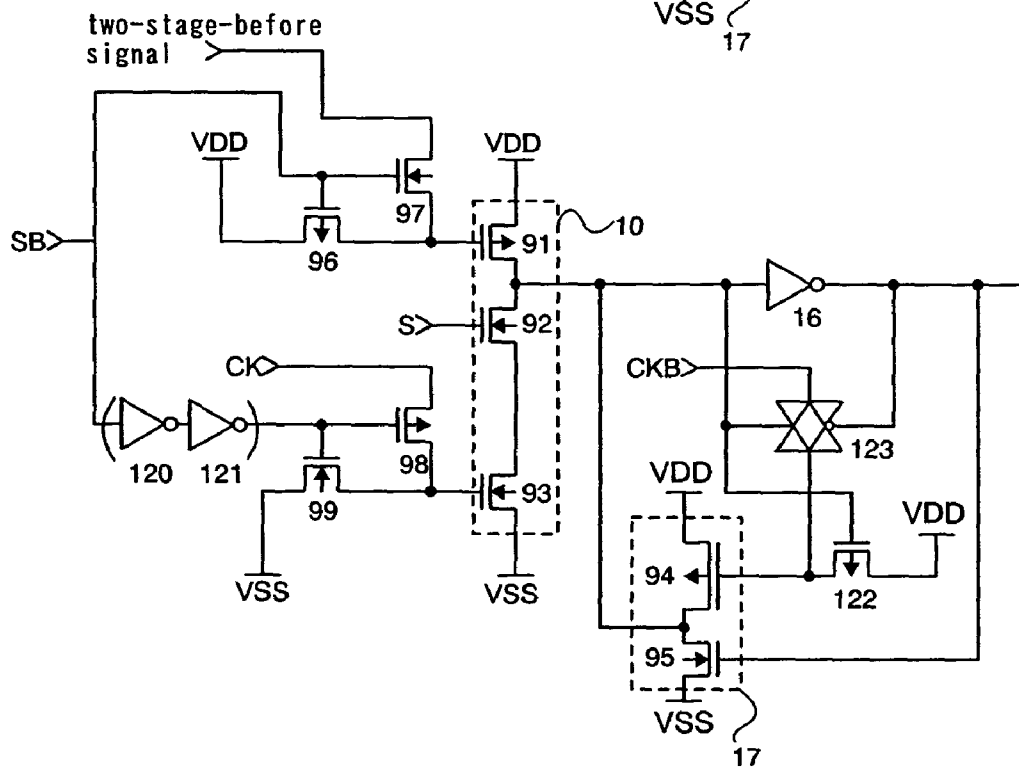 VSS
17
two-stage-before
signal
VDD
VDD
97
10
SB
96
91
S
92
16
CK
CKB
120
121
98
123
99
93
VDD
VDD
VSS
VSS
94
122
95
VSS
17